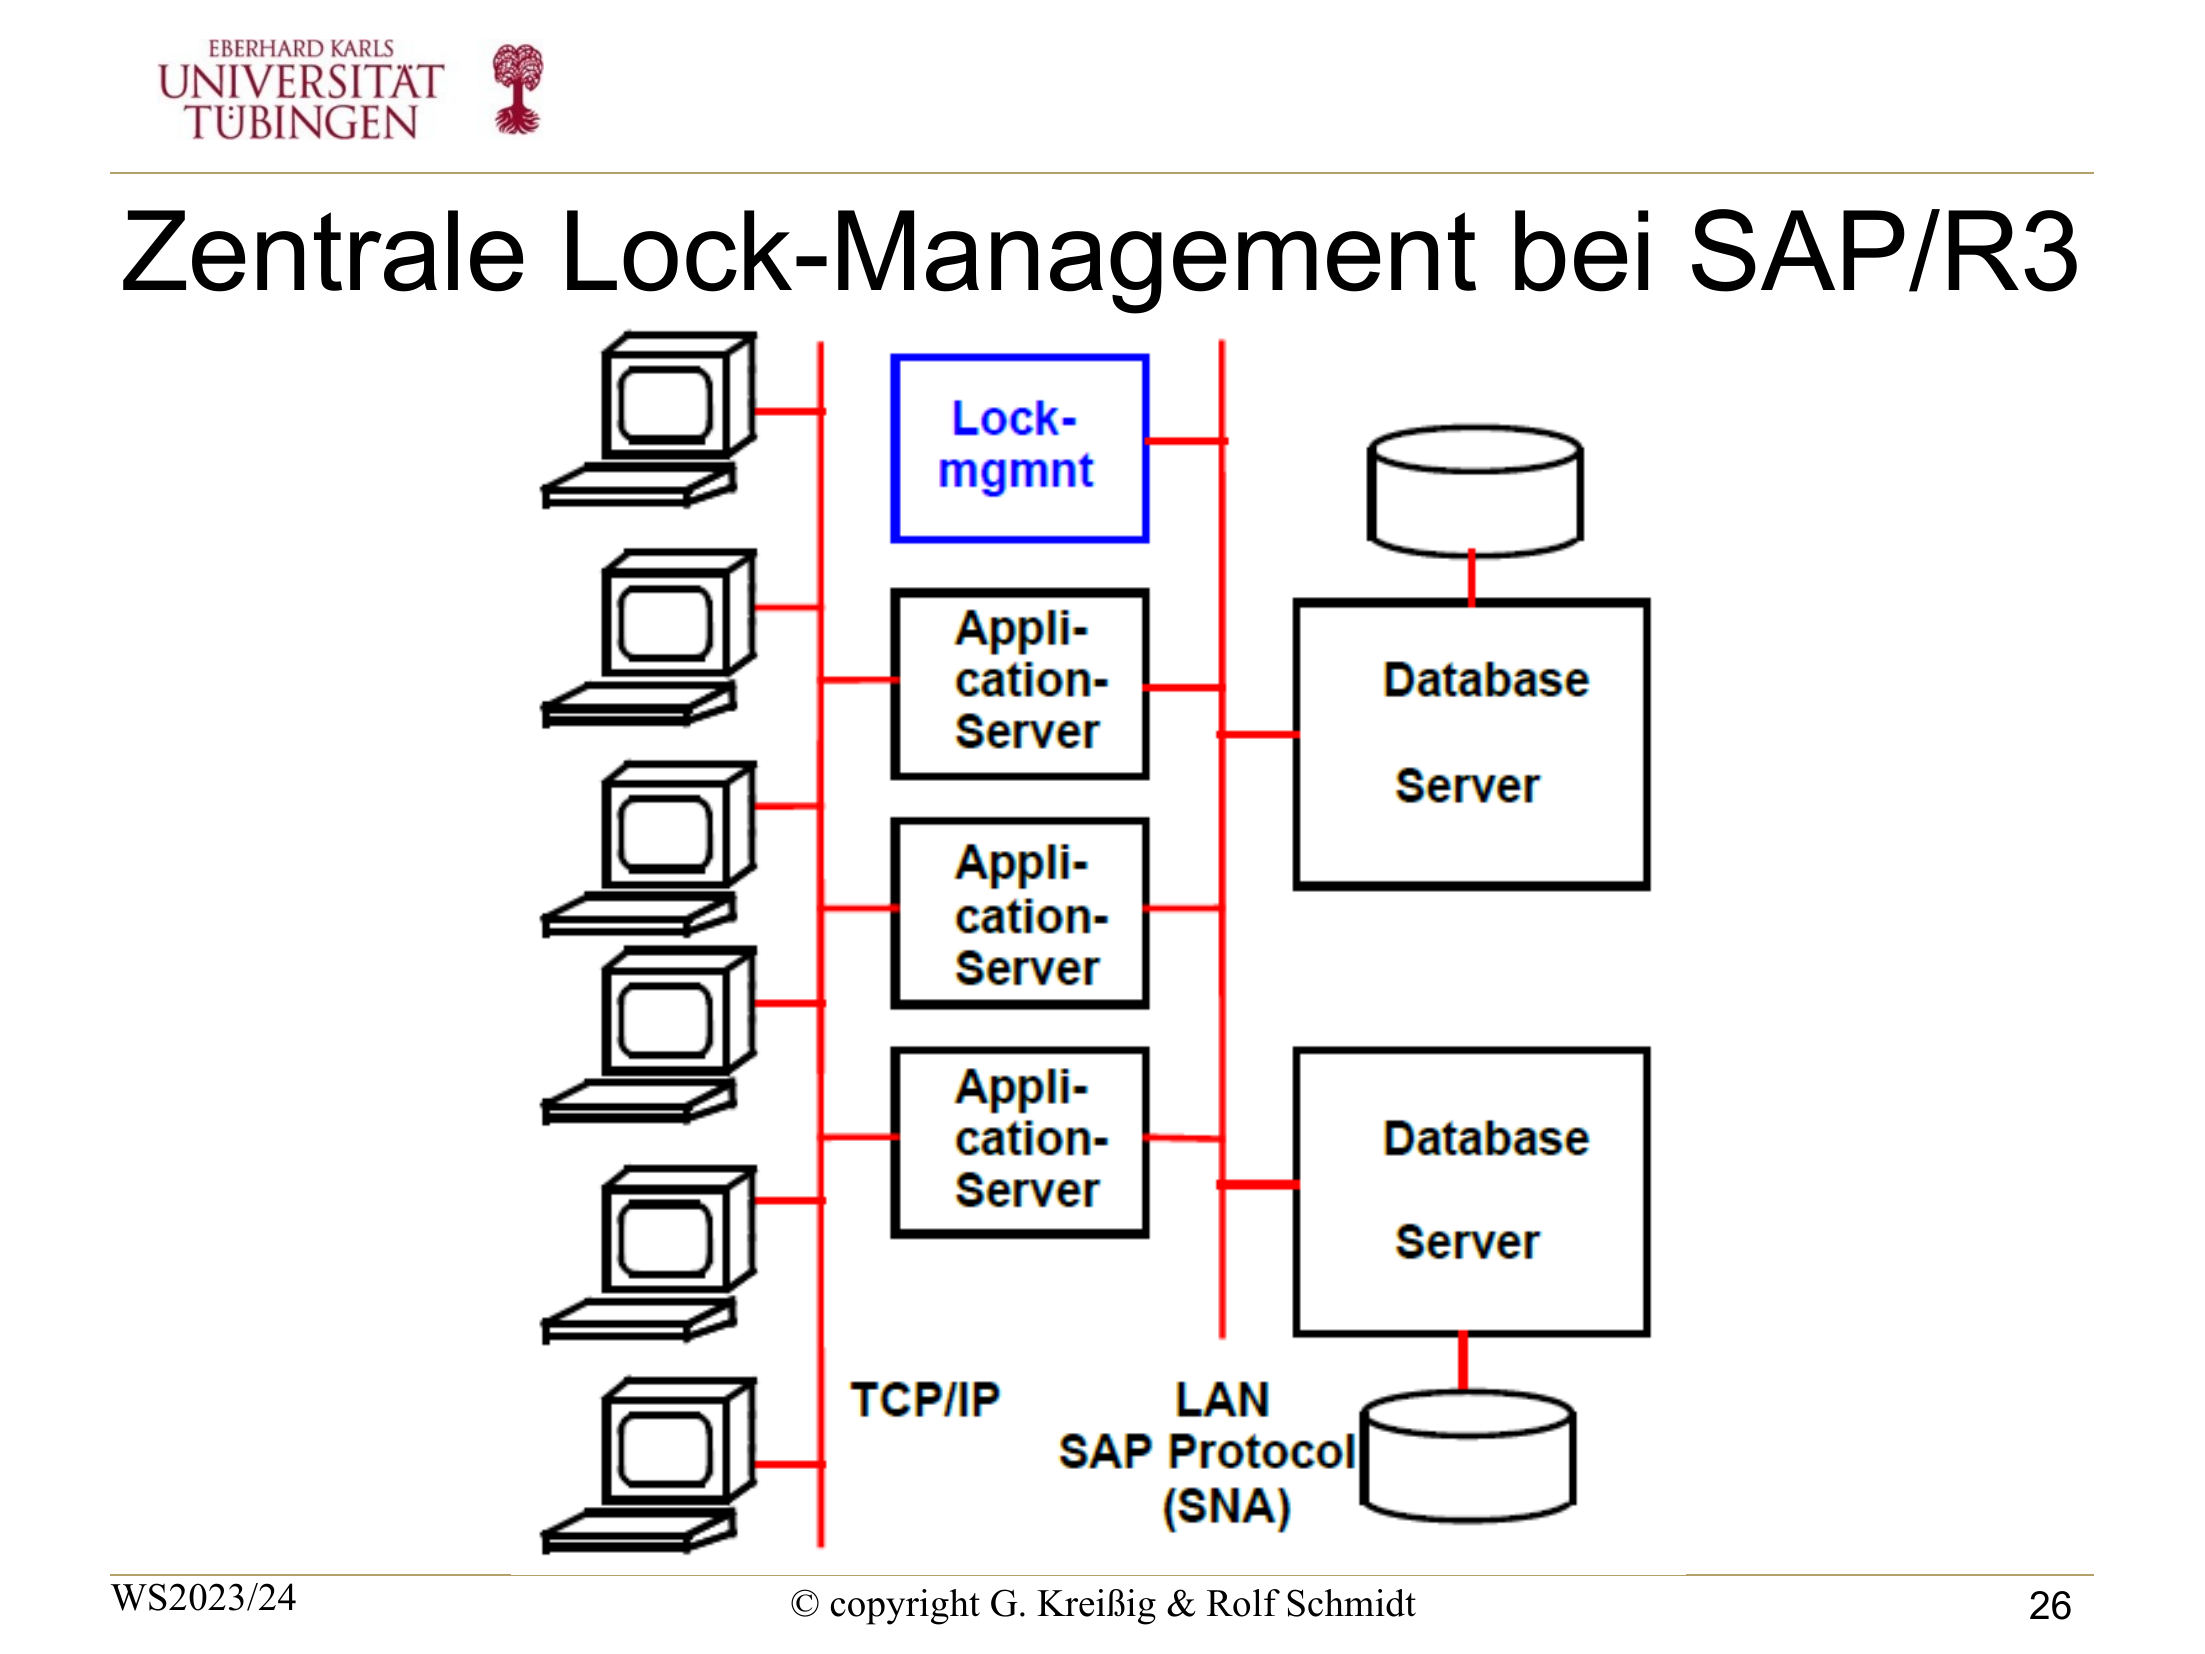 EBERHARD KARLS
UNIVERSITÄT
TÜBINGEN
Zentrale Lock-Management bei SAP/R3
Lock-
mgmnt
Appli-
cation-
Server
Appli-
cation-
Server
Appli-
cation-
Server
Database
Server
Database
Server
TCP/IP
LAN
SAP Protocol
(SNA)
WS2023/24
© copyright G. Kreißig & Rolf Schmidt
26